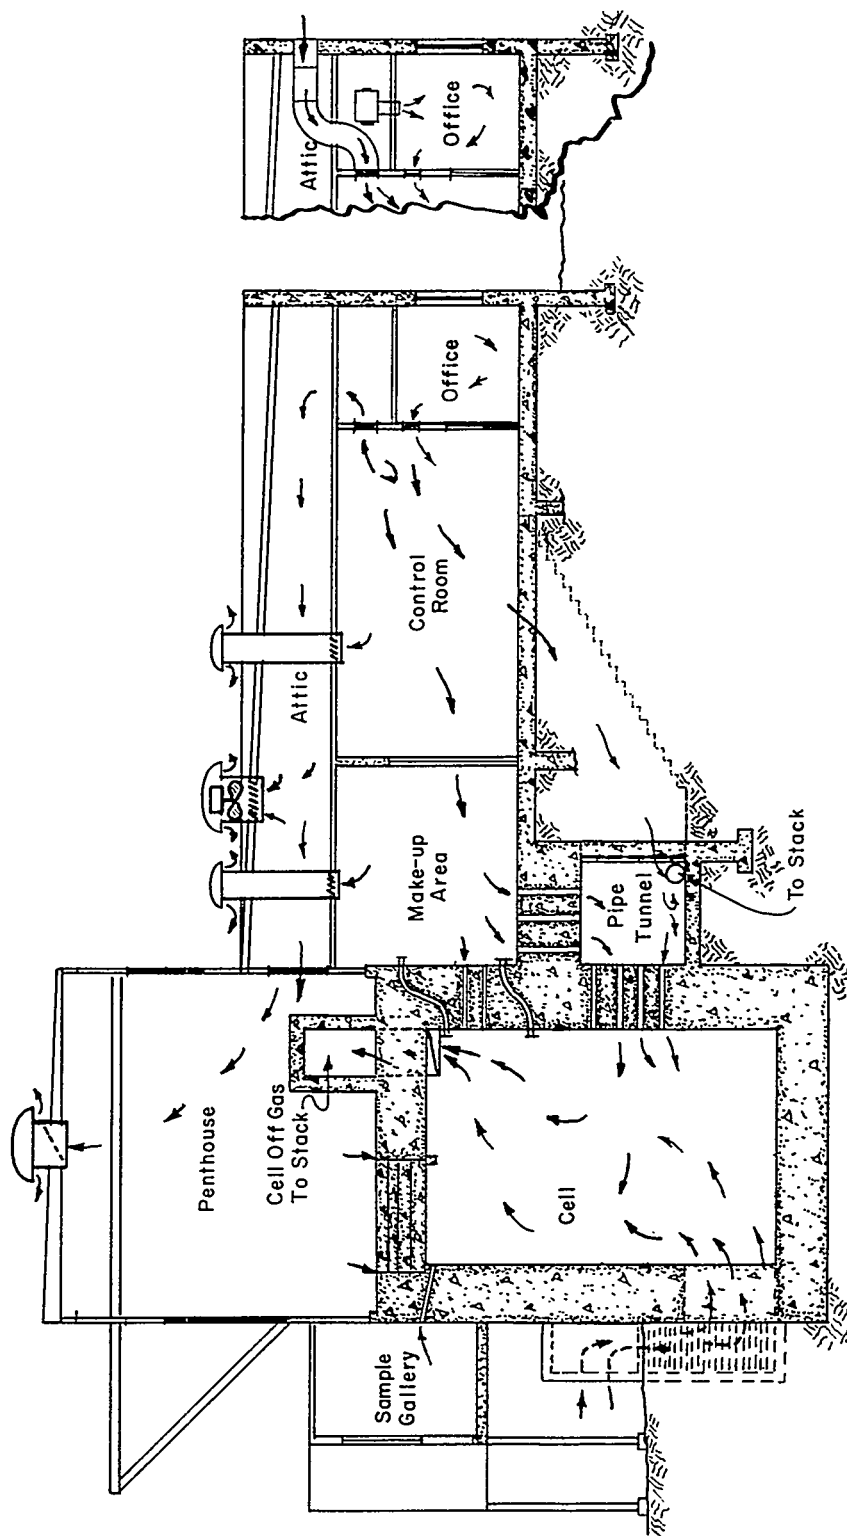 Penthouse
Cell Off Gas
To Stack
Sample
Gallery
Cell
Attic
Make-up
Area
Pipe
Tunnel
To Stack
Control
Room
Office
Attic
Office